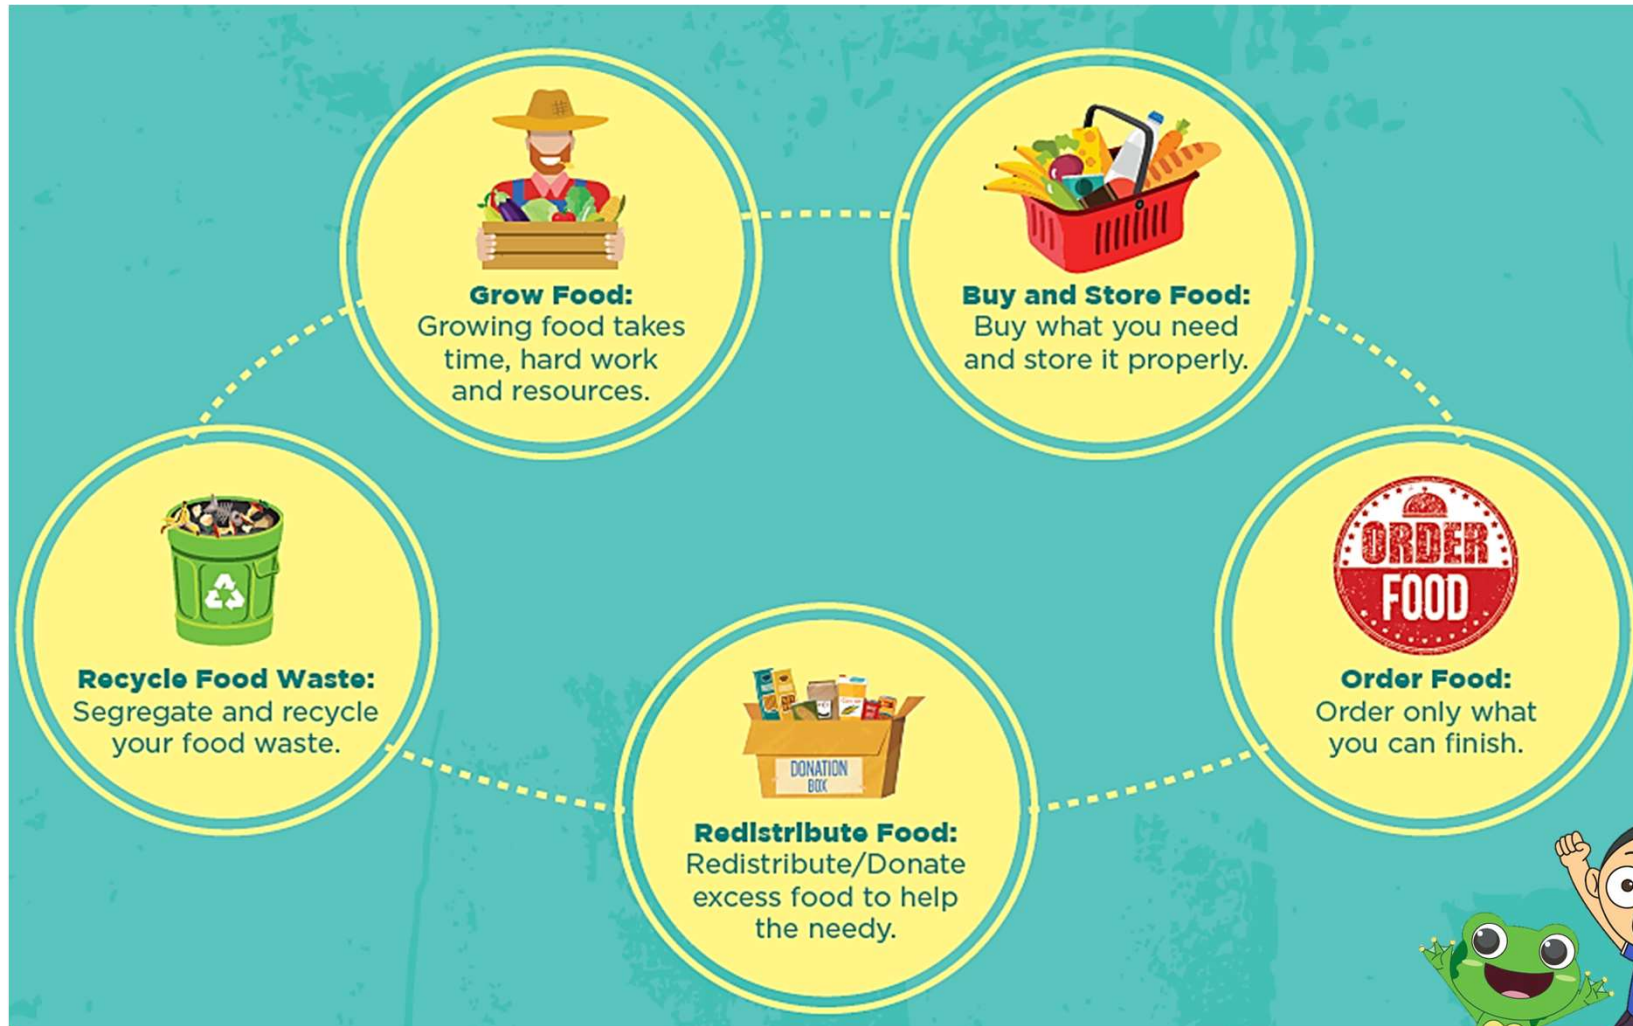 Grow Food:
Growing food takes
time, hard work
and resources.
Buy and Store Food:
Buy what you need
and store it properly.
ORDER
FOOD
Order Food:
Order only what
you can finish.
DONATION
BOX
Redistribute Food:
Redistribute/Donate
excess food to help
the needy.
Recycle Food Waste:
Segregate and recycle
your food waste.